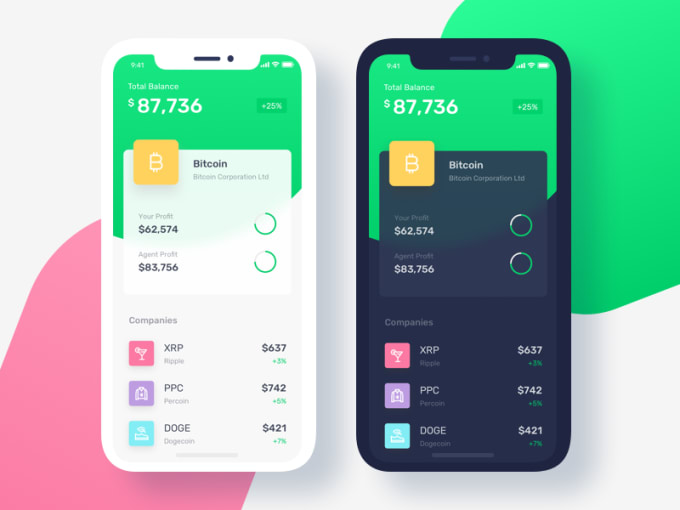 9:41
Total Balance
$ 87,736
+25%
Bitcoin
Bitcoin Corperation Ltd
Your Profit
$62,574
Agent Profit
$83,756
Companies
XRP
$637
Ripple
+3%
PPC
$742
Percoin
+5%
DOGE
$421
Dogecoin
+7%
9:41
Total Balance
$ 87,736
+25%
Bitcoin
Bitcoin Corperation Ltd
Your Profit
$62,574
Agent Profit
$83,756
Companies
XRP
$637
Ripple
+3%
PPC
$742
Percoin
+5%
DOGE
$421
Dogecoin
+7%